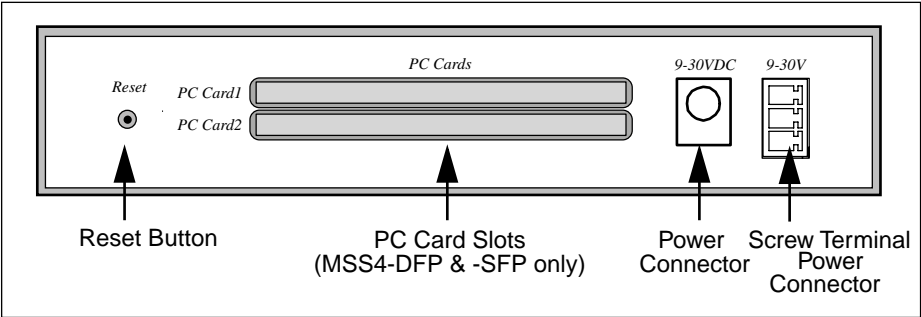 PC Cards
9-30VDC
9-30V
Reset
PC Card1
PC Card2
Reset Button
PC Card Slots
(MSS4-DFP & -SFP only)
Power
Connector
Screw Terminal
Power
Connector